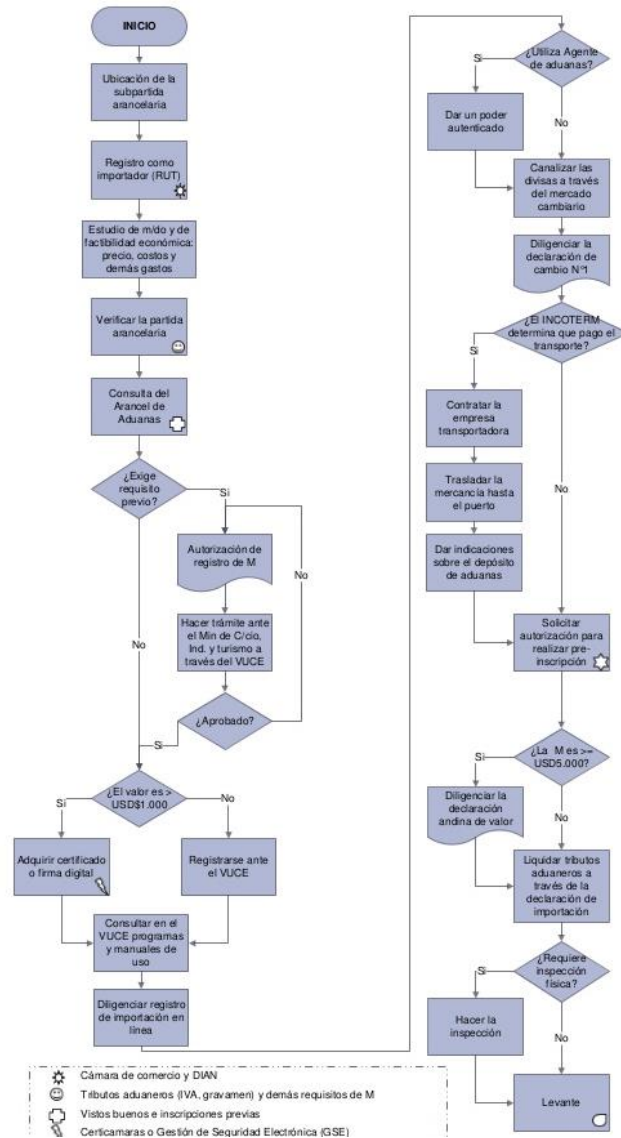 INICIO
Ubicación de la
subpartida
arancelaria
Registro como
importador (RUT)
Estudio de m/do y de
factibilidad económica:
precio, costos y
demás gastos
Verificar la partida
arancelaria
Consulta del
Arancel de
Aduanas
¿Exige
requisito
previo?
Si
No
Autorización de
registro de M
Hacer trámite ante
el Min de C/cio,
Ind. y turismo a
través del VUCE
No
¿Aprobado?
Si
¿El valor es >
USD$1.000
Si
No
Adquirir certificado
o firma digital
Registrarse ante
el VUCE
Consultar en el
VUCE programas
y manuales de
uso
Diligenciar registro
de importación en
línea
¿Utiliza Agente
de aduanas?
Si
No
Dar un poder
autenticado
Canalizar las
divisas a través
del mercado
cambiario
Diligenciar la
declaración de
cambio N°1
¿El INCOTERM
determina que pago el
transporte?
Si
No
Contratar la
empresa
transportadora
Trasladar la
mercancía hasta
el puerto
Dar indicaciones
sobre el depósito
de aduanas
Solicitar
autorización para
realizar pre-
inscripción
¿La M es >=
USD5.000?
Si
No
Diligenciar la
declaración
andina de valor
Liquidar tributos
aduaneros a
través de la
declaración de
importación
¿Requiere
inspección
física?
Si
No
Hacer la
inspección
Levante
Cámara de comercio y DIAN
Tributos aduaneros (IVA, gravamen) y demás requisitos de M
Vistos buenos e inscripciones previas
Certicamaras o Gestión de Seguridad Electrónica (GSE)